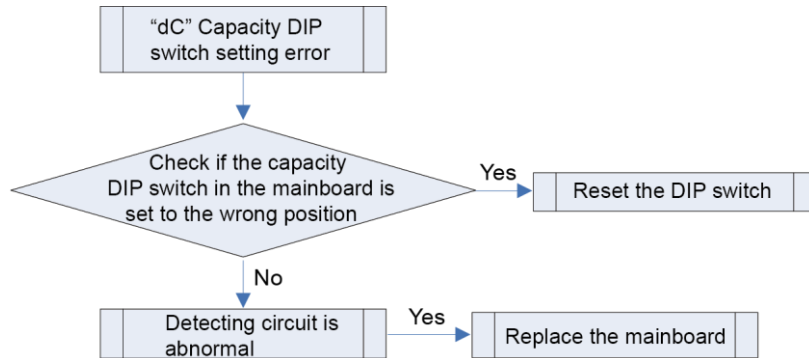 “dC” Capacity DIP
switch setting error
Check if the capacity
DIP switch in the mainboard is
set to the wrong position
Yes
Reset the DIP switch
No
Detecting circuit is
abnormal
Yes
Replace the mainboard